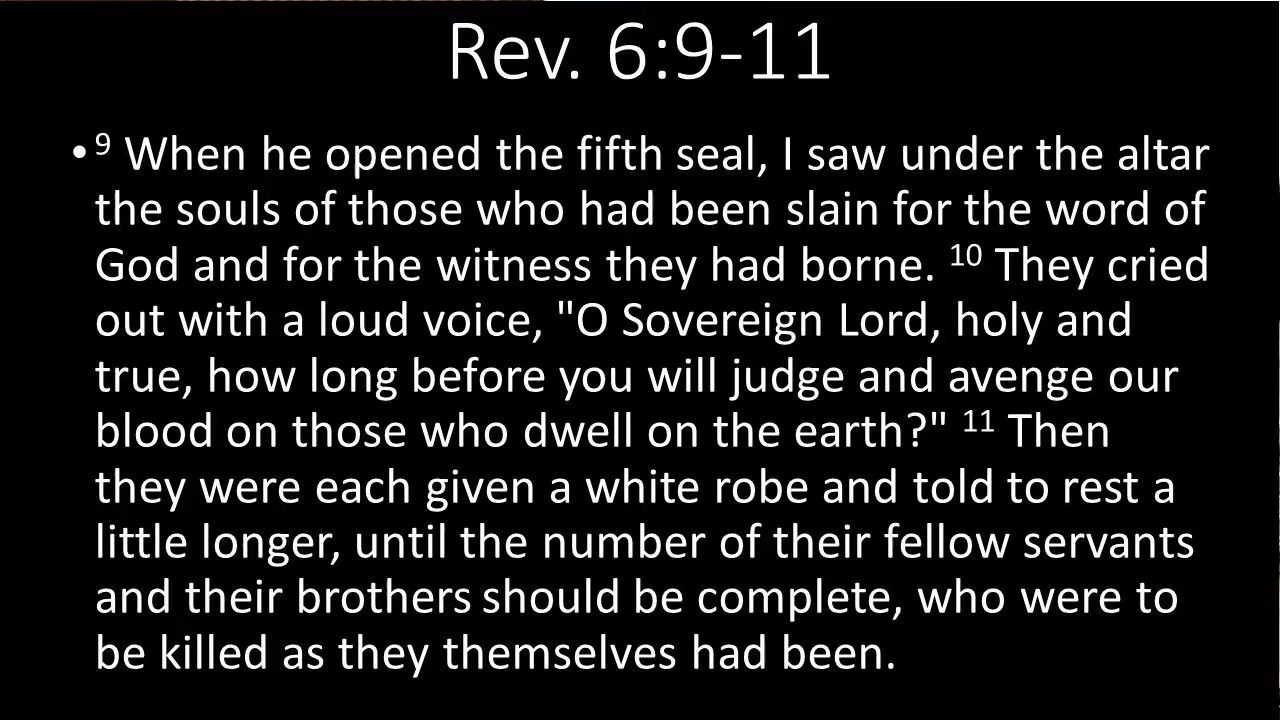 Rev. 6:9-11
• 9 When he opened the fifth seal, I saw under the altar
the souls of those who had been slain for the word of
God and for the witness they had borne. 10 They cried
out with a loud voice, "O Sovereign Lord, holy and
true, how long before you will judge and avenge our
blood on those who dwell on the earth?" 11 Then
they were each given a white robe and told to rest a
little longer, until the number of their fellow servants
and their brothers should be complete, who were to
be killed as they themselves had been.